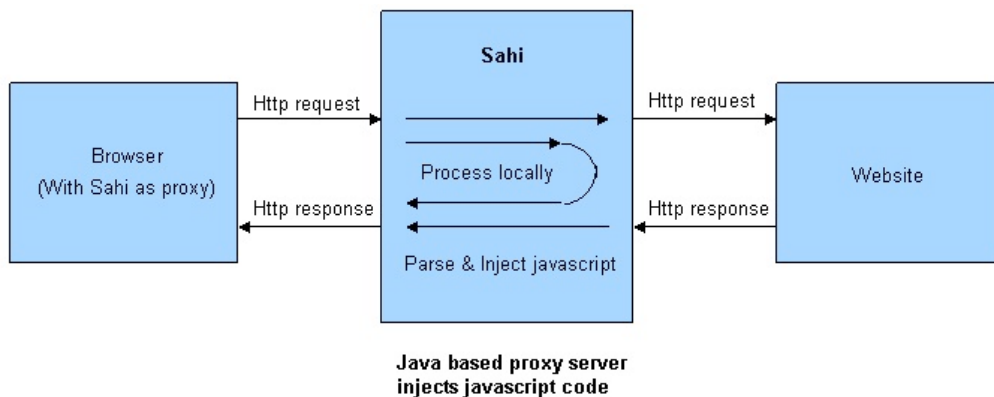 Sahi
Http request
Http request
Browser
(With Sahi as proxy)
Process locally
Website
Http response
Http response
Parse & Inject javascript
Java based proxy server
injects javascript code